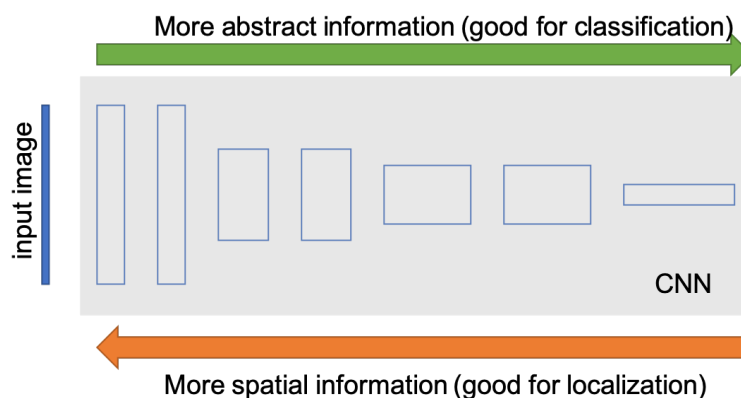 More abstract information (good for classification)
input image
CNN
More spatial information (good for localization)